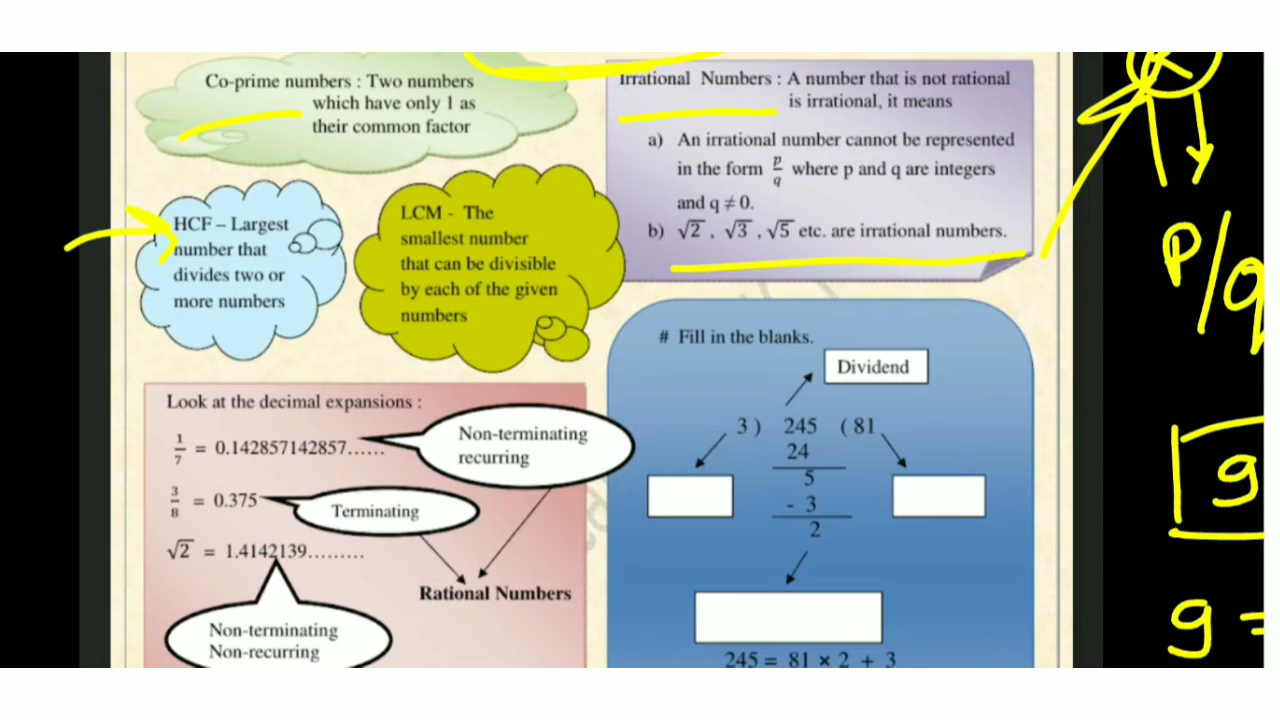 Co-prime numbers : Two numbers
which have only 1 as
their common factor
Irrational Numbers : A number that is not rational
is irrational, it means
a) An irrational number cannot be represented
in the form p/q where p and q are integers
and q ≠ 0.
b) √2 , √3 , √5 etc. are irrational numbers.
HCF – Largest
number that
divides two or
more numbers
LCM - The
smallest number
that can be divisible
by each of the given
numbers
p/q
# Fill in the blanks.
Dividend
3 ) 245 ( 81
24
5
- 3
2
245 = 81 × 2 + 3
Look at the decimal expansions :
1/7 = 0.142857142857......
Non-terminating
recurring
3/8 = 0.375
Terminating
√2 = 1.4142139.........
Rational Numbers
Non-terminating
Non-recurring
g
g =